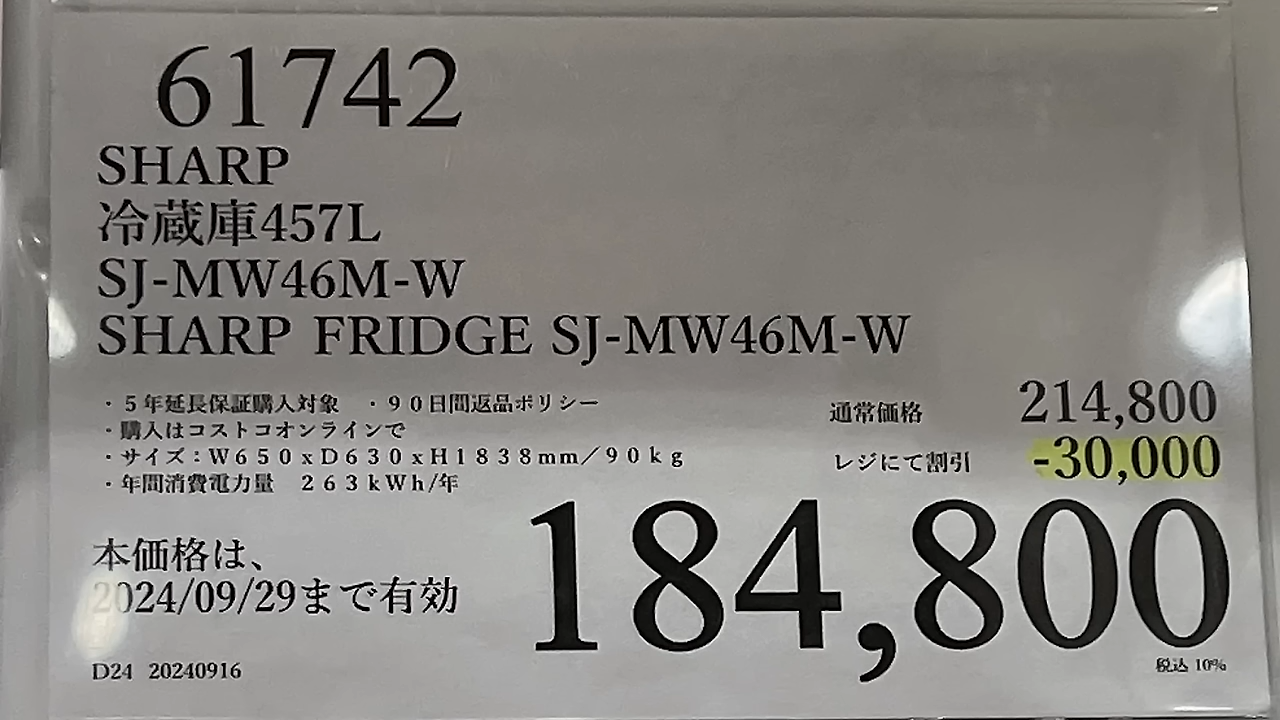 61742
SHARP
冷蔵庫457L
SJ-MW46M-W
SHARP FRIDGE SJ-MW46M-W
・５年延長保証購入対象　・９０日間返品ポリシー
・購入はコストコオンラインで
・サイズ：Ｗ６５０ｘＤ６３０ｘＨ１８３８mm／９０ｋｇ
・年間消費電力量　２６３ｋＷｈ/年
通常価格 214,800
レジにて割引 -30,000
184,800
本価格は、
2024/09/29まで有効
税込 10%
D24 20240916